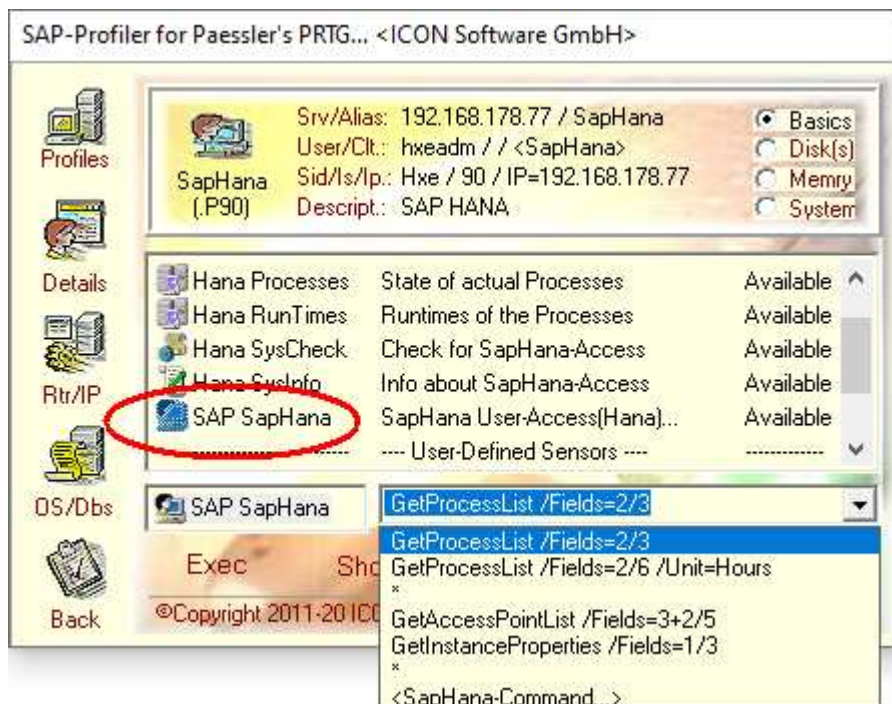 SAP-Profiler for Paessler's PRTG... <ICON Software GmbH>
Profiles
Details
Rtr/IP
OS/Dbs
Back
SapHana
(.P90)
Srv/Alias: 192.168.178.77 / SapHana
User/Clt.: hxeadm / / <SapHana>
Sid/Is/Ip.: Hxe / 90 / IP=192.168.178.77
Descript.: SAP HANA
Basics
Disk(s)
Memry
System
Hana Processes State of actual Processes Available
Hana RunTimes Runtimes of the Processes Available
Hana SysCheck Check for SapHana-Access Available
Hana SysInfo Info about SapHana-Access Available
SAP SapHana SapHana User-Access(Hana)... Available
---- User-Defined Sensors ----
SAP SapHana
GetProcessList /Fields=2/3
GetProcessList /Fields=2/3
GetProcessList /Fields=2/6 /Unit=Hours
*
GetAccessPointList /Fields=3+2/5
GetInstanceProperties /Fields=1/3
*
<SapHana-Command...>
Exec
©Copyright 2011-20